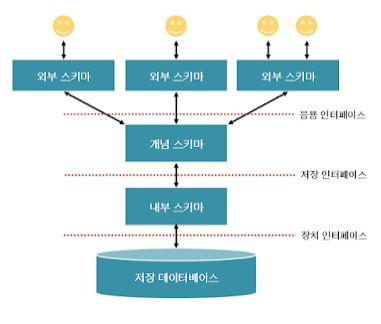 외부 스키마
외부 스키마
외부 스키마
응용 인터페이스
개념 스키마
저장 인터페이스
내부 스키마
장치 인터페이스
저장 데이터베이스